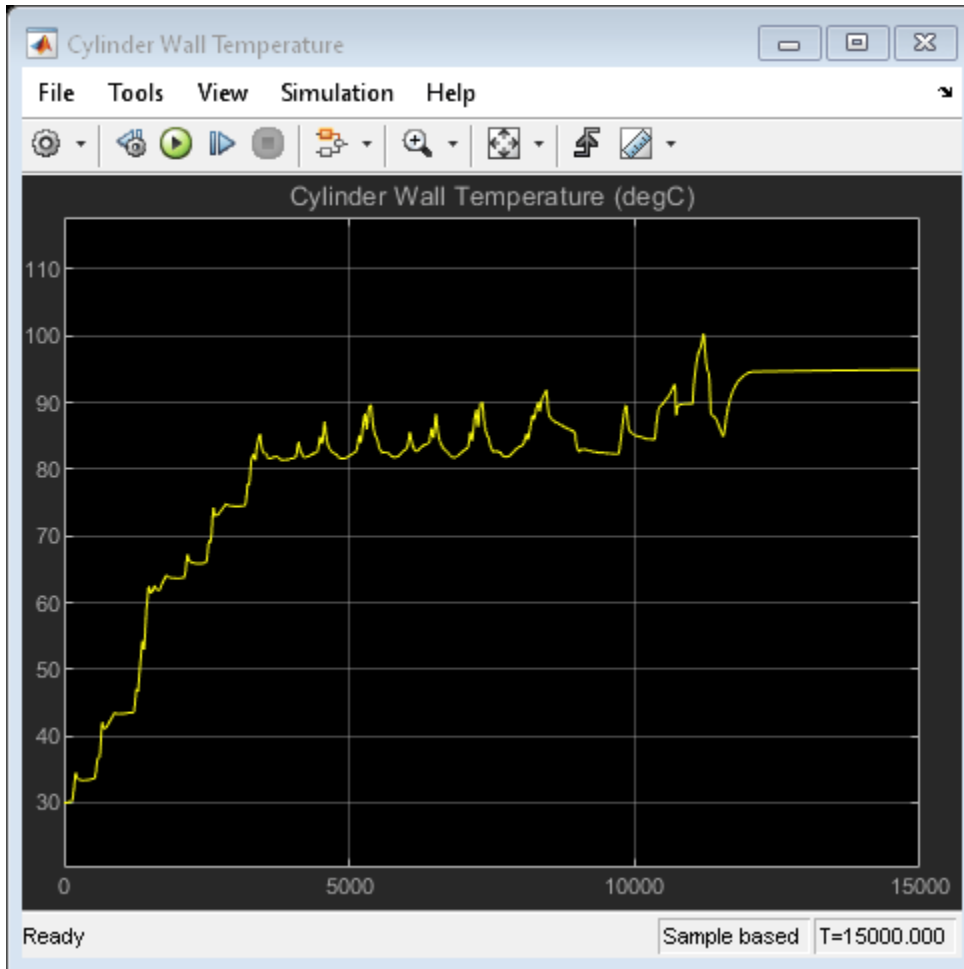 Cylinder Wall Temperature
File Tools View Simulation Help
Cylinder Wall Temperature (degC)
110
100
90
80
70
60
50
40
30
0 5000 10000 15000
Ready Sample based T=15000.000